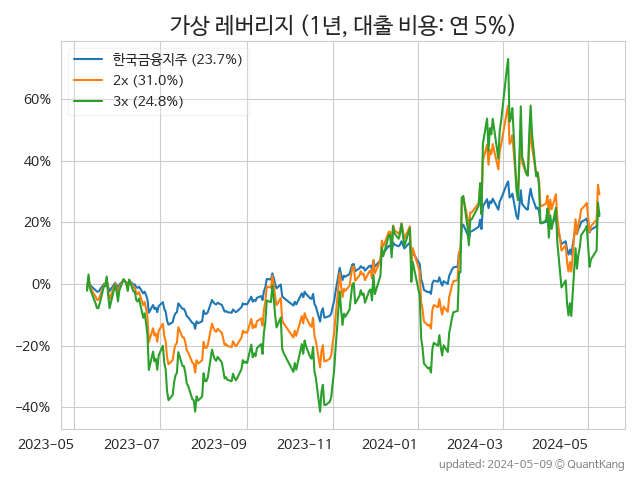 가상 레버리지 (1년, 대출 비용: 연 5%)
한국금융지주 (23.7%)
2x (31.0%)
3x (24.8%)
60%
40%
20%
0%
−20%
−40%
2023-05 2023-07 2023-09 2023-11 2024-01 2024-03 2024-05
updated: 2024-05-09 © QuantKang